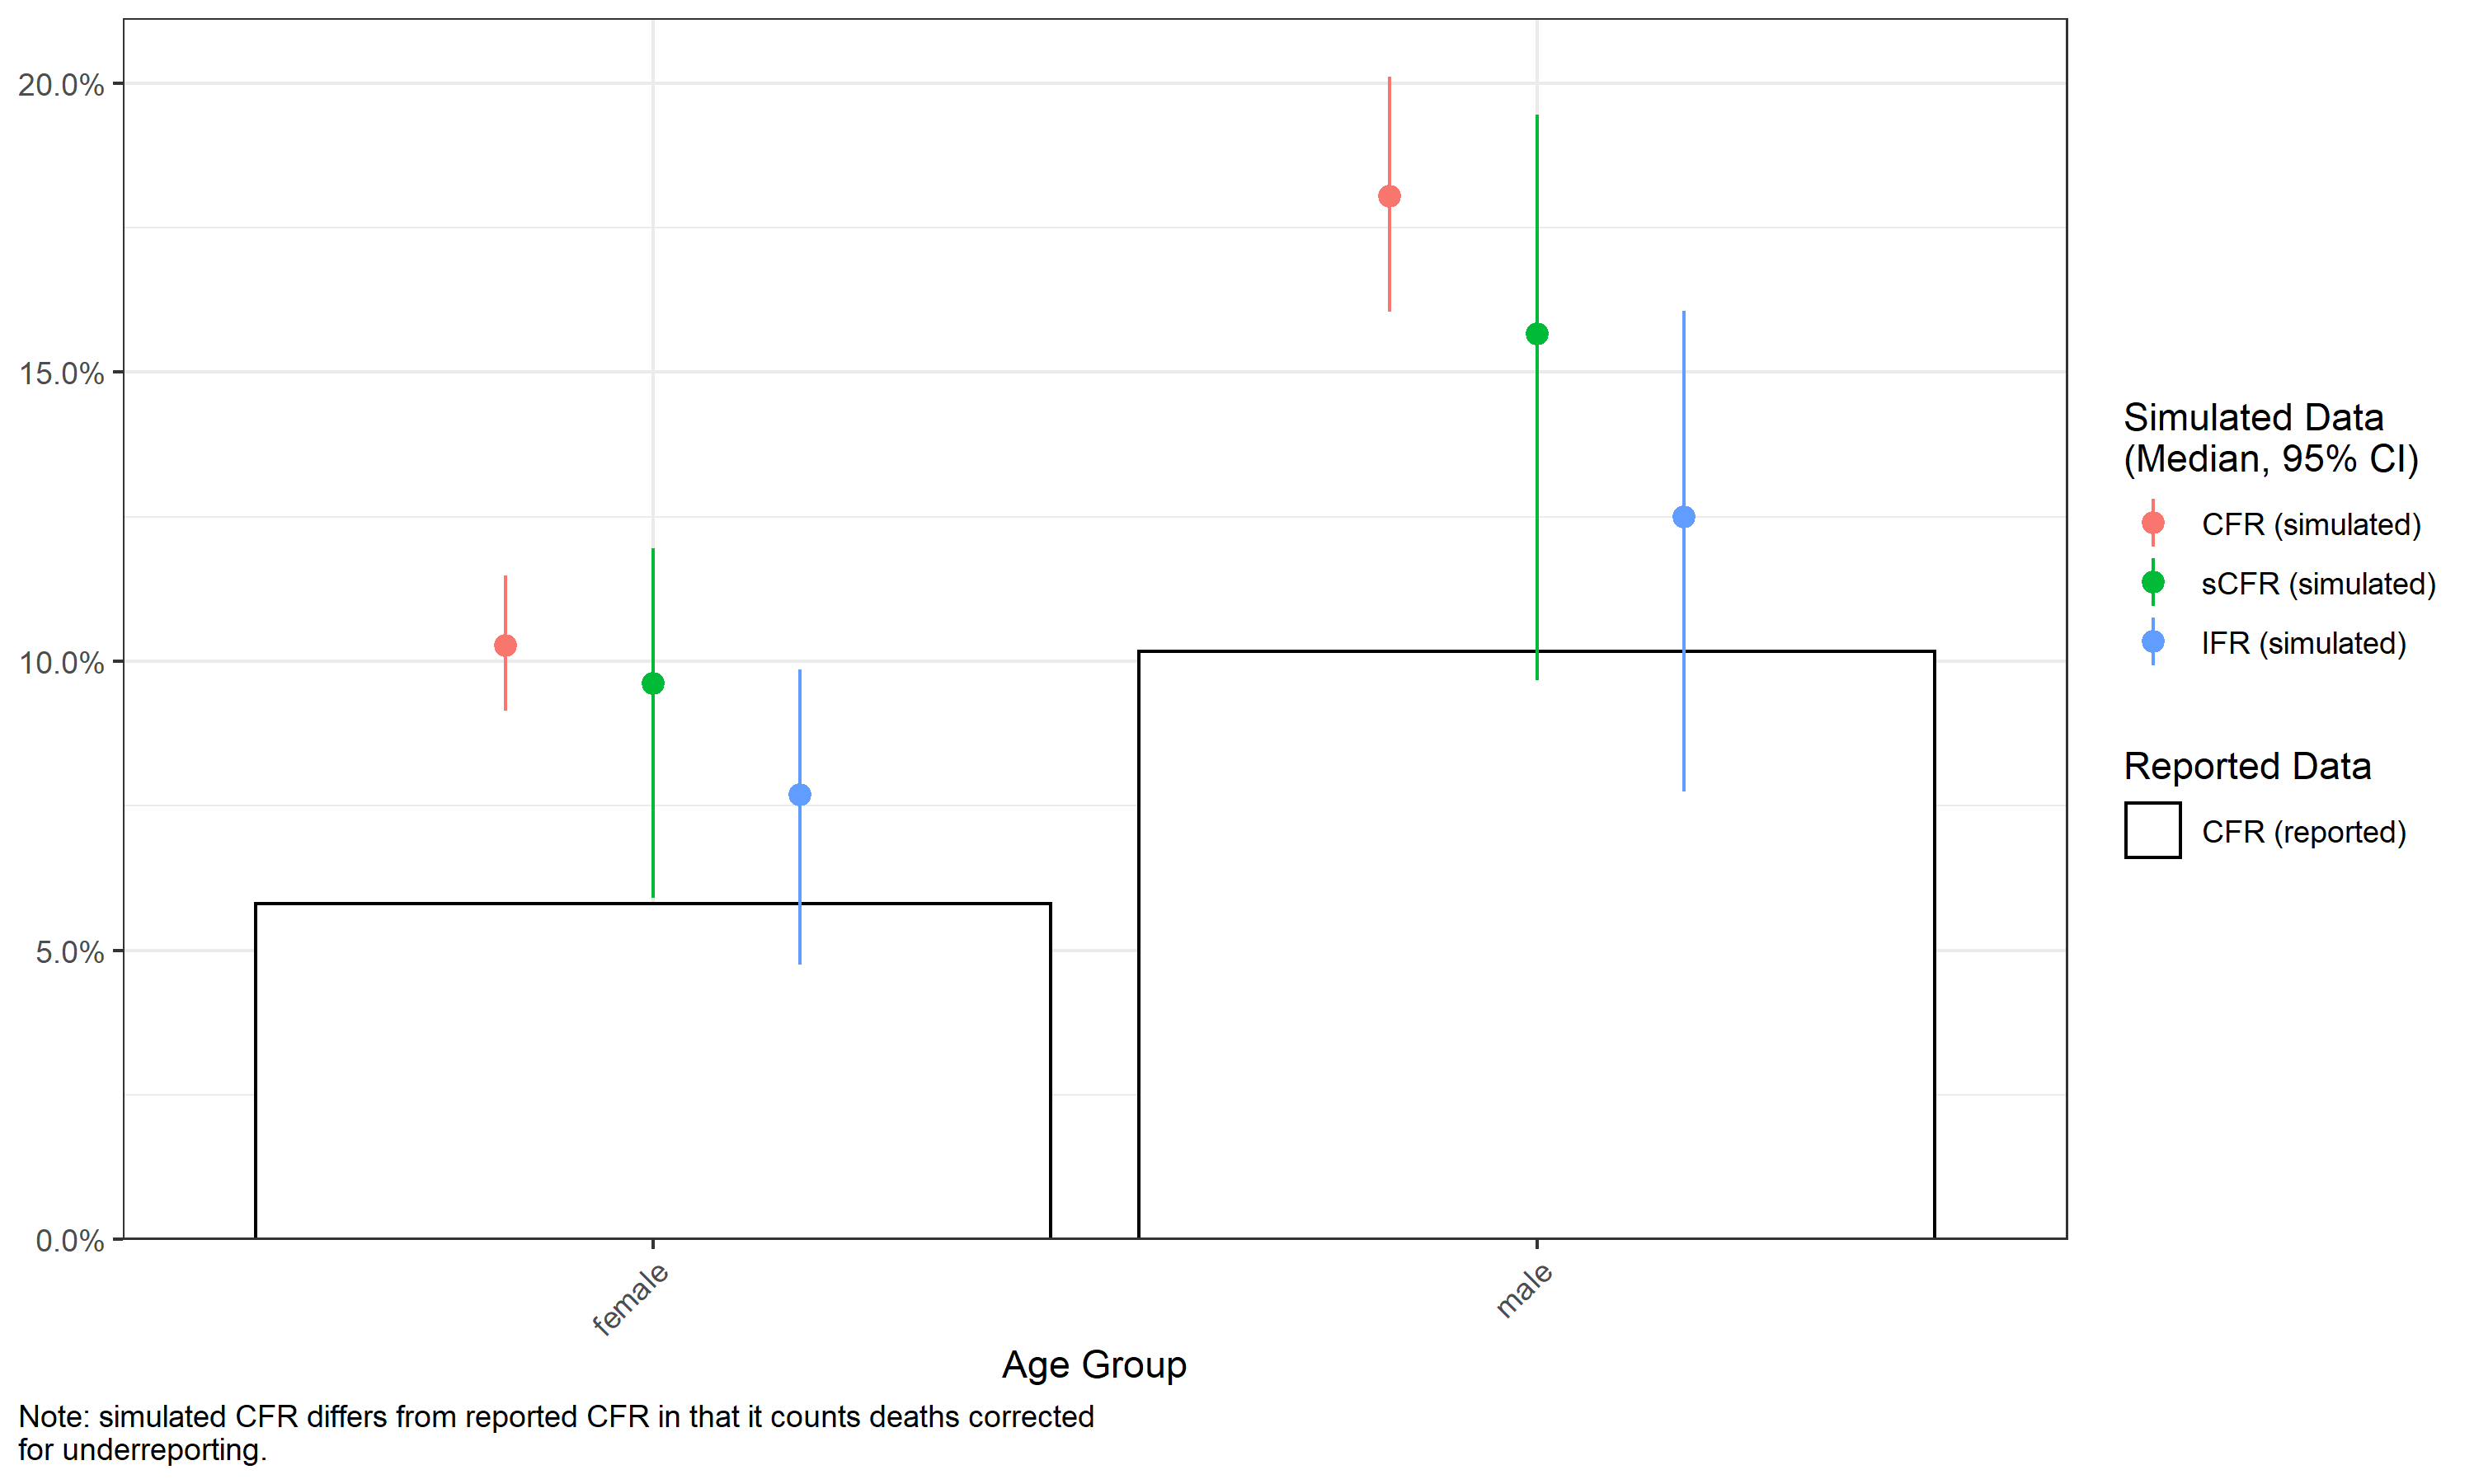 20.0%
15.0%
10.0%
5.0%
0.0%
female
male
Age Group
Simulated Data
(Median, 95% CI)
CFR (simulated)
sCFR (simulated)
IFR (simulated)
Reported Data
CFR (reported)
Note: simulated CFR differs from reported CFR in that it counts deaths corrected
for underreporting.